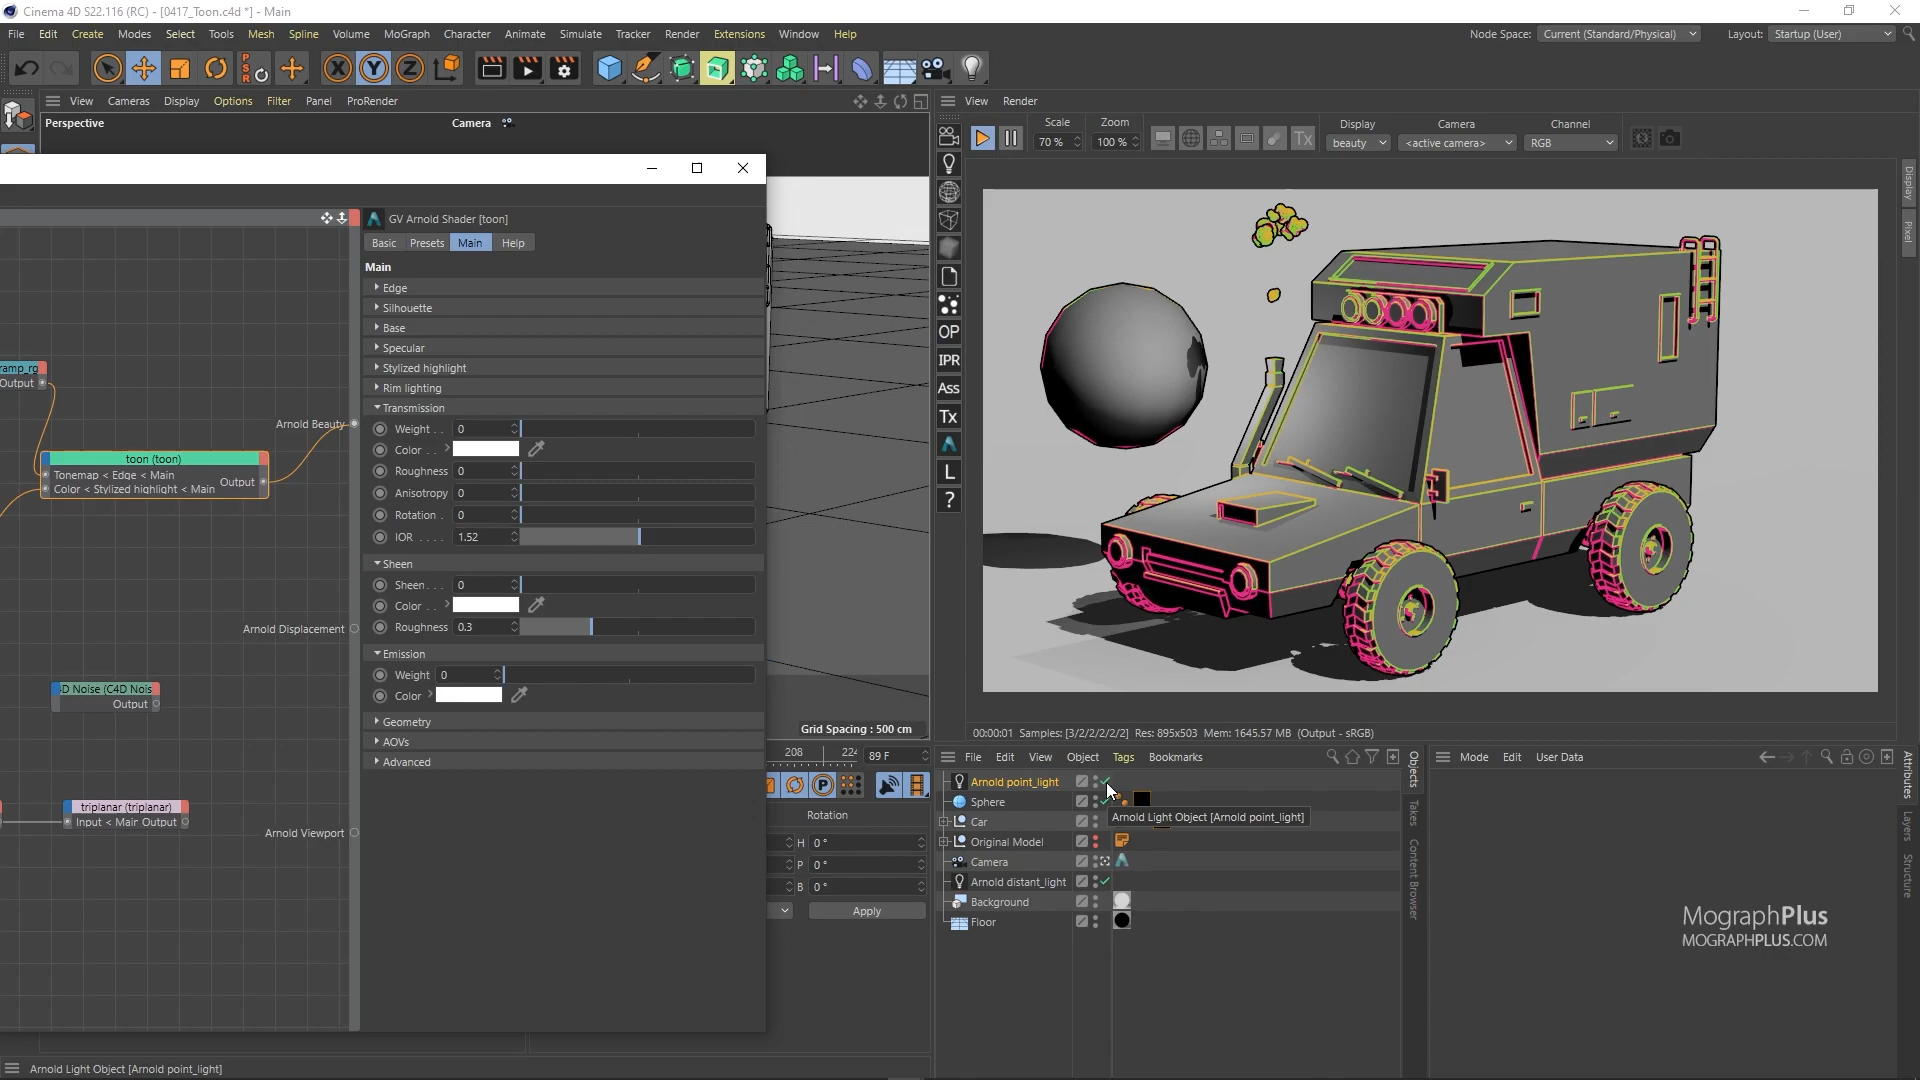 Cinema 4D S22.116 (RC) - [0417_Toon.c4d *] - Main
File Edit Create Modes Select Tools Mesh Spline Volume MoGraph Character Animate Simulate Tracker Render Extensions Window Help
Node Space: Current (Standard/Physical) Layout: Startup (User)
View Cameras Display Options Filter Panel ProRender
Perspective
Camera
View Render
Scale
70 %
Zoom
100 %
Display
beauty
Camera
<active camera>
Channel
RGB
Tx
Display
Pixel
OP
IPR
Ass
Tx
L
?
GV Arnold Shader [toon]
Basic Presets Main Help
Main
Edge
Silhouette
Base
Specular
Stylized highlight
Rim lighting
Transmission
Weight . . 0
Color . .
Roughness 0
Anisotropy 0
Rotation . 0
IOR . . . . 1.52
Sheen
Sheen . . . 0
Color . .
Roughness 0.3
Emission
Weight 0
Color
Geometry
AOVs
Advanced
ramp_rg
Output
Arnold Beauty
toon (toon)
Tonemap < Edge < Main
Color < Stylized highlight < Main
Output
Arnold Displacement
D Noise (C4D Nois
Output
triplanar (triplanar)
Input < Main Output
Arnold Viewport
Grid Spacing : 500 cm
208 224 89 F
Rotation
H 0 °
P 0 °
B 0 °
Apply
00:00:01 Samples: [3/2/2/2/2/2] Res: 895x503 Mem: 1645.57 MB (Output - sRGB)
File Edit View Object Tags Bookmarks
Arnold point_light
Sphere
Arnold Light Object [Arnold point_light]
Car
Original Model
Camera
Arnold distant_light
Background
Floor
Objects
Takes
Content Browser
Mode Edit User Data
Attributes
Layers
Structure
MographPlus
MOGRAPHPLUS.COM
Arnold Light Object [Arnold point_light]